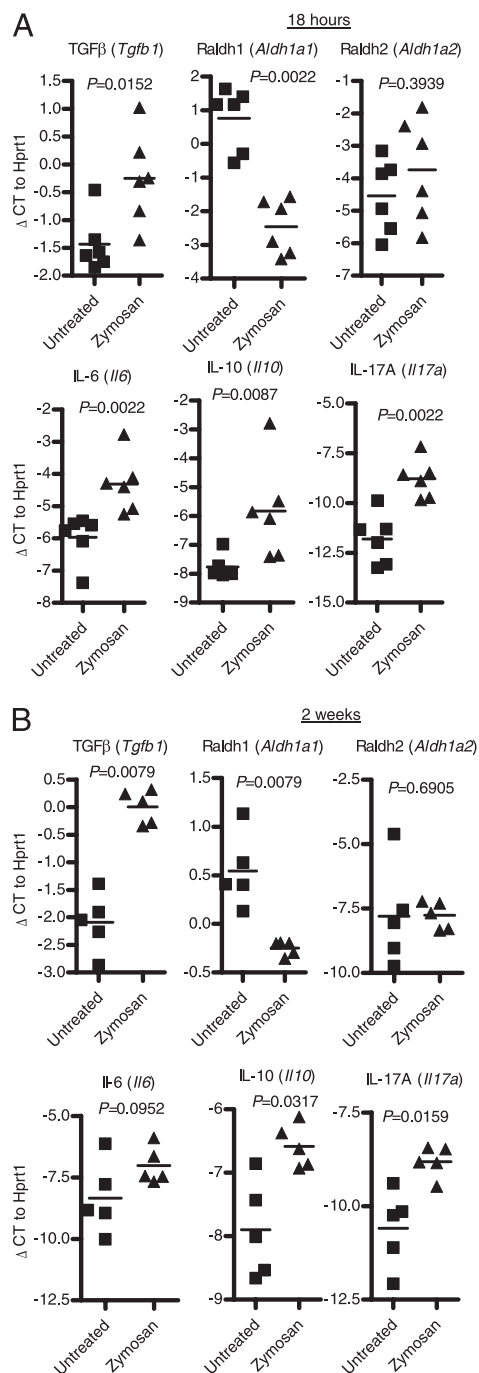 A
18 hours
TGFβ (Tgfb1)
Raldh1 (Aldh1a1)
Raldh2 (Aldh1a2)
P=0.0152
P=0.0022
P=0.3939
Δ CT to Hprt1
1.5
1.0
0.5
0.0
-0.5
-1.0
-1.5
-2.0
2
1
0
-1
-2
-3
-4
-1
-2
-3
-4
-5
-6
-7
Untreated
Zymosan
Untreated
Zymosan
Untreated
Zymosan
IL-6 (Il6)
IL-10 (Il10)
IL-17A (Il17a)
P=0.0022
P=0.0087
P=0.0022
Δ CT to Hprt1
-2
-3
-4
-5
-6
-7
-8
-2
-3
-4
-5
-6
-7
-8
-9
-5.0
-7.5
-10.0
-12.5
-15.0
Untreated
Zymosan
Untreated
Zymosan
Untreated
Zymosan
B
2 weeks
TGFβ (Tgfb1)
Raldh1 (Aldh1a1)
Raldh2 (Aldh1a2)
P=0.0079
P=0.0079
P=0.6905
Δ CT to Hprt1
0.5
0.0
-0.5
-1.0
-1.5
-2.0
-2.5
-3.0
1.5
1.0
0.5
0.0
-0.5
-2.5
-5.0
-7.5
-10.0
Untreated
Zymosan
Untreated
Zymosan
Untreated
Zymosan
Il-6 (Il6)
IL-10 (Il10)
IL-17A (Il17a)
P=0.0952
P=0.0317
P=0.0159
Δ CT to Hprt1
-5.0
-7.5
-10.0
-12.5
-6
-7
-8
-9
-7.5
-10.0
-12.5
Untreated
Zymosan
Untreated
Zymosan
Untreated
Zymosan